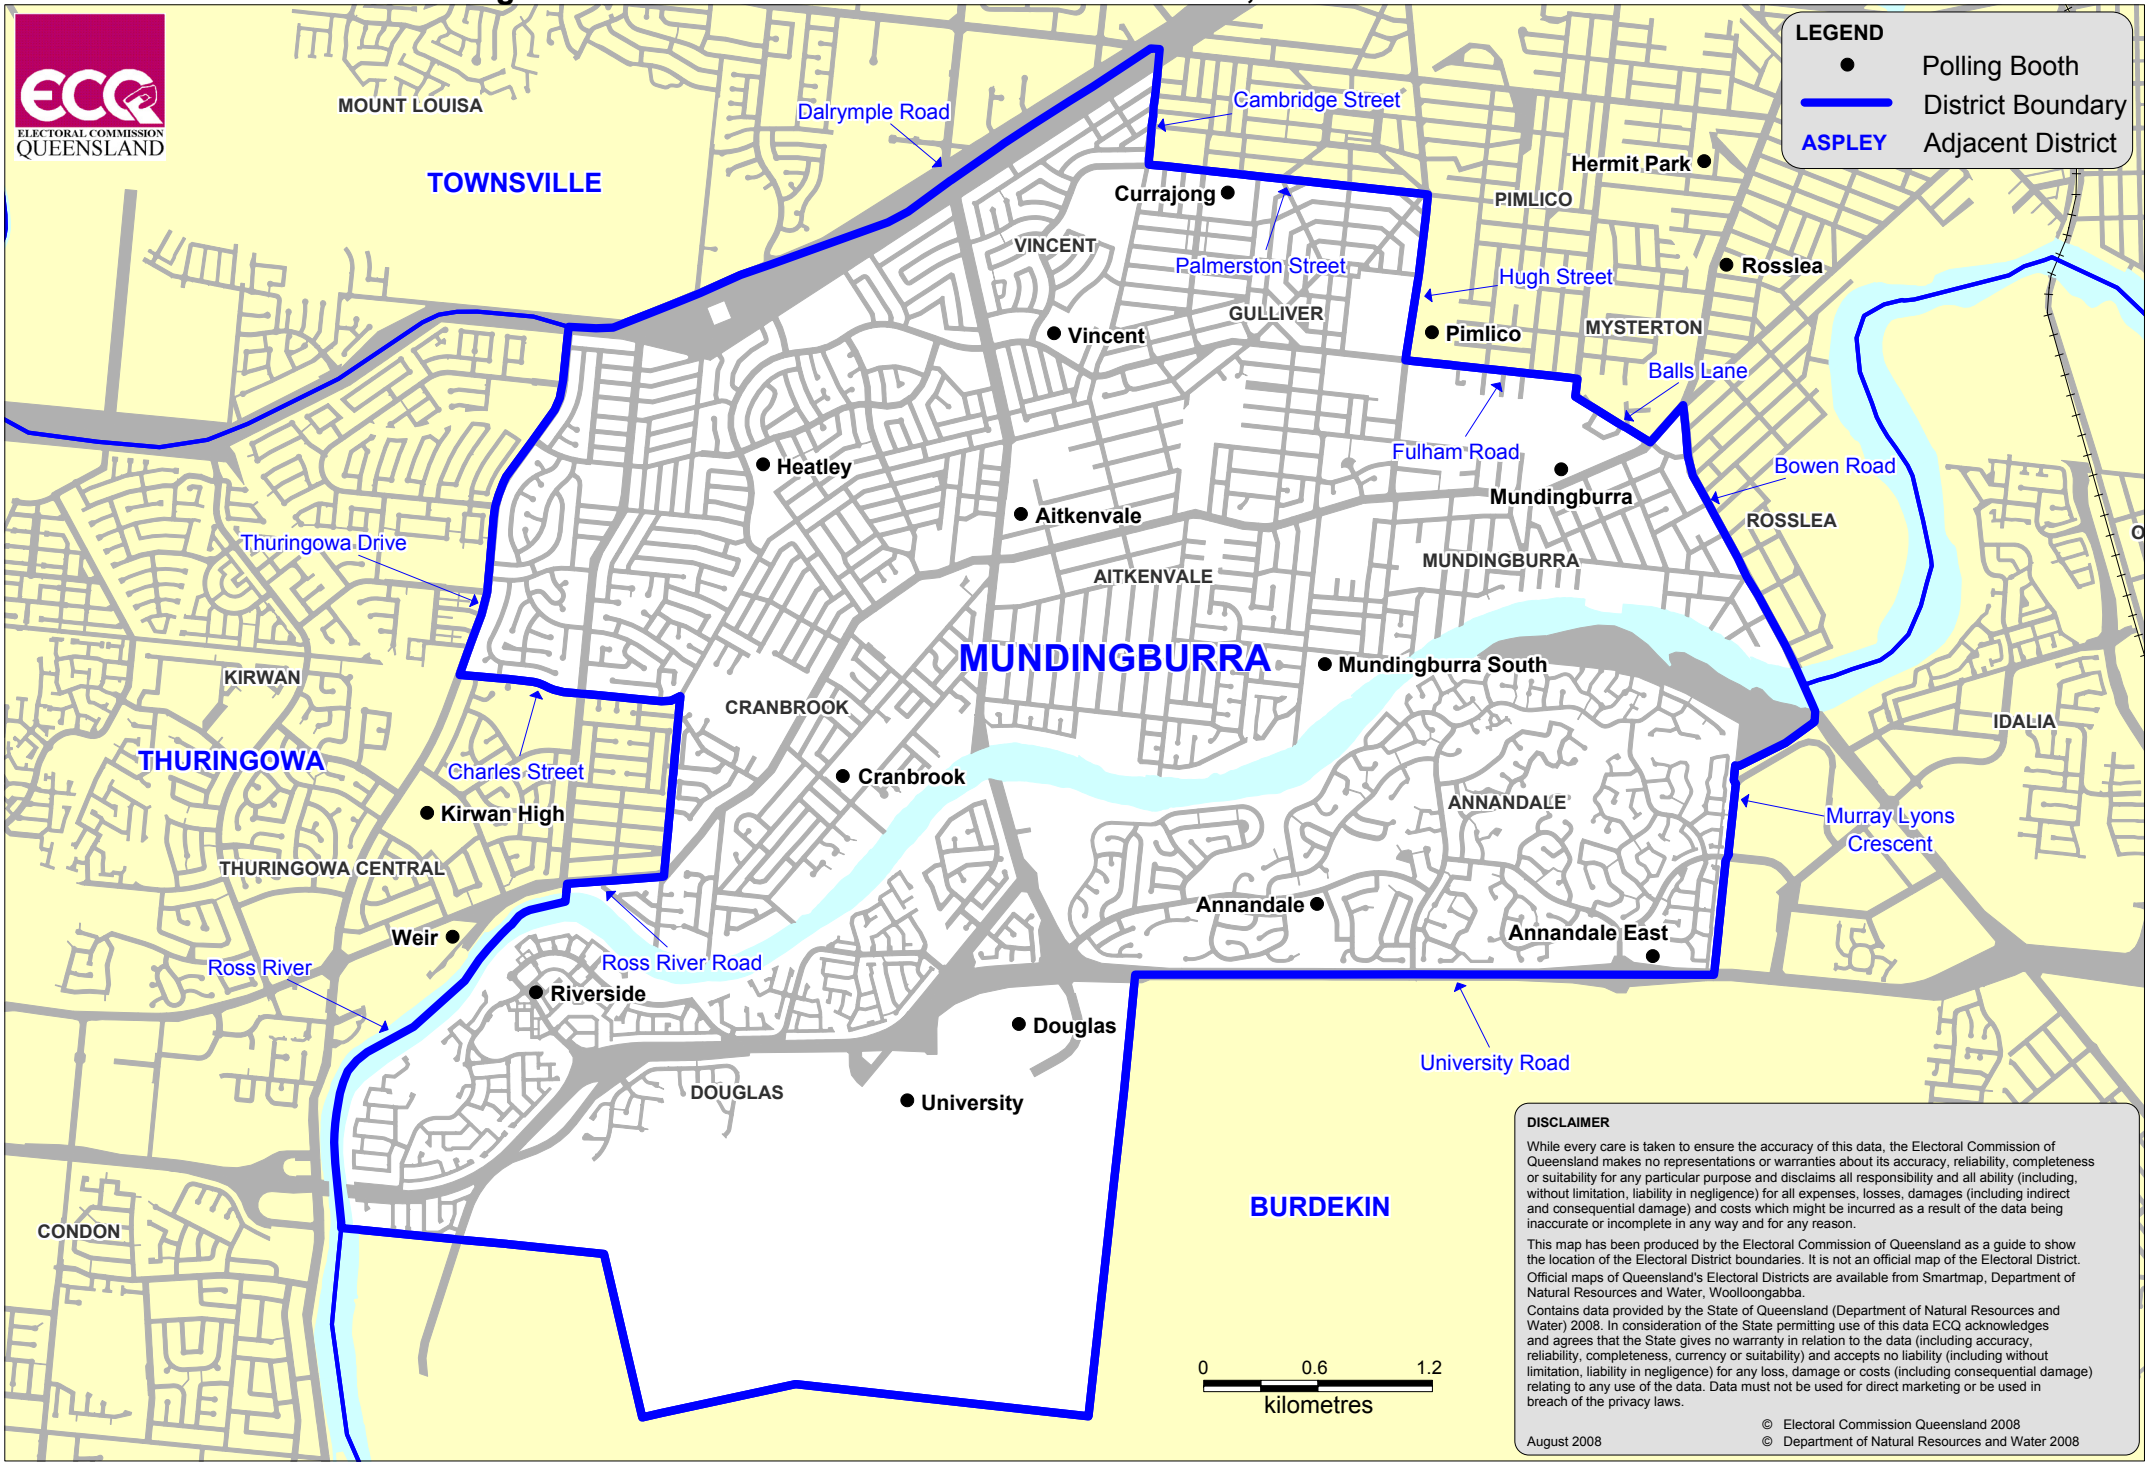 ECQ
ELECTORAL COMMISSION
QUEENSLAND
LEGEND
Polling Booth
District Boundary
ASPLEY Adjacent District
MOUNT LOUISA
TOWNSVILLE
Dalrymple Road
Cambridge Street
Hermit Park
Currajong
PIMLICO
VINCENT
Palmerston Street
Rosslea
Hugh Street
GULLIVER
MYSTERTON
Vincent
Pimlico
Balls Lane
Fulham Road
Heatley
Bowen Road
Mundingburra
Aitkenvale
ROSSLEA
Thuringowa Drive
MUNDINGBURRA
AITKENVALE
MUNDINGBURRA
Mundingburra South
KIRWAN
CRANBROOK
IDALIA
THURINGOWA
Charles Street
Cranbrook
ANNANDALE
Kirwan High
Murray Lyons
Crescent
THURINGOWA CENTRAL
Annandale
Annandale East
Weir
Ross River
Ross River Road
Riverside
Douglas
University Road
DOUGLAS
University
BURDEKIN
CONDON
0 0.6 1.2
kilometres
DISCLAIMER
While every care is taken to ensure the accuracy of this data, the Electoral Commission of
Queensland makes no representations or warranties about its accuracy, reliability, completeness
or suitability for any particular purpose and disclaims all responsibility and all ability (including,
without limitation, liability in negligence) for all expenses, losses, damages (including indirect
and consequential damage) and costs which might be incurred as a result of the data being
inaccurate or incomplete in any way and for any reason.
This map has been produced by the Electoral Commission of Queensland as a guide to show
the location of the Electoral District boundaries. It is not an official map of the Electoral District.
Official maps of Queensland's Electoral Districts are available from Smartmap, Department of
Natural Resources and Water, Woolloongabba.
Contains data provided by the State of Queensland (Department of Natural Resources and
Water) 2008. In consideration of the State permitting use of this data ECQ acknowledges
and agrees that the State gives no warranty in relation to the data (including accuracy,
reliability, completeness, currency or suitability) and accepts no liability (including without
limitation, liability in negligence) for any loss, damage or costs (including consequential damage)
relating to any use of the data. Data must not be used for direct marketing or be used in
breach of the privacy laws.
© Electoral Commission Queensland 2008
August 2008 © Department of Natural Resources and Water 2008